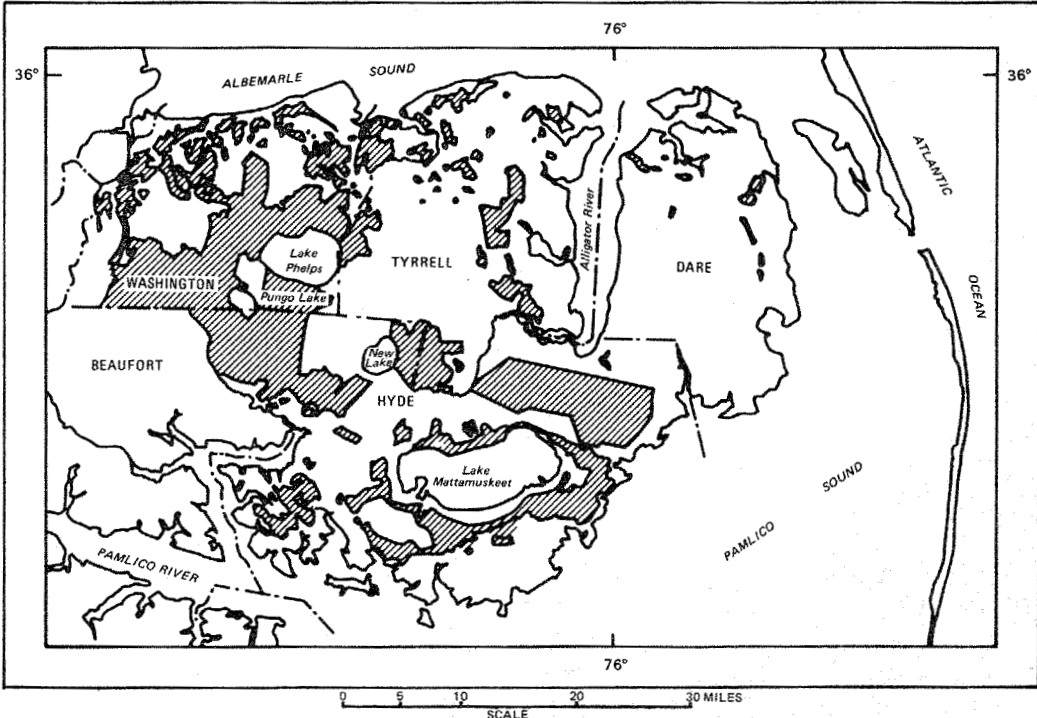 76°
36°
36°
ALBEMARLE SOUND
ATLANTIC
OCEAN
Alligator River
Lake
Phelps
TYRRELL
DARE
WASHINGTON
Pungo Lake
BEAUFORT
New
Lake
HYDE
Lake
Mattamuskeet
PAMLICO
SOUND
PAMLICO RIVER
76°
0 5 10 20 30 MILES
SCALE